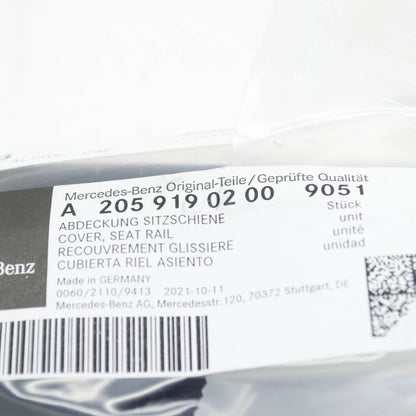 Mercedes-Benz Original-Teile/Geprüfte Qualität
A 205 919 02 00 9051
ABDECKUNG SITZSCHIENE Stück
COVER, SEAT RAIL unit
RECOUVREMENT GLISSIERE unité
CUBIERTA RIEL ASIENTO unidad
Benz
Made in GERMANY
0060/2110/9413 2021-10-11
Mercedes-Benz AG, Mercedesstr.120, 70372 Stuttgart, DE